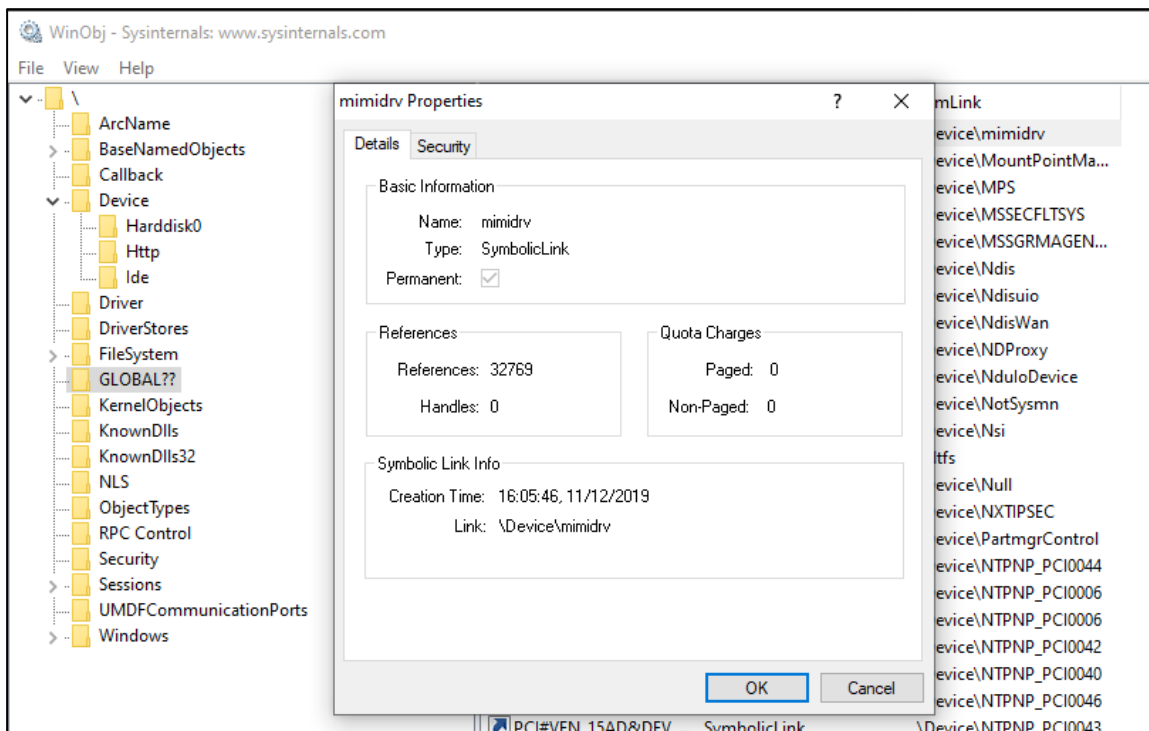 WinObj - Sysinternals: www.sysinternals.com
File View Help
\
ArcName
BaseNamedObjects
Callback
Device
Harddisk0
Http
Ide
Driver
DriverStores
FileSystem
GLOBAL??
KernelObjects
KnownDlls
KnownDlls32
NLS
ObjectTypes
RPC Control
Security
Sessions
UMDFCommunicationPorts
Windows
mimidrv Properties
?
Details Security
Basic Information
Name: mimidrv
Type: SymbolicLink
Permanent:
References
References: 32769
Handles: 0
Quota Charges
Paged: 0
Non-Paged: 0
Symbolic Link Info
Creation Time: 16:05:46, 11/12/2019
Link: \Device\mimidrv
OK Cancel
mLink
evice\mimidrv
evice\MountPointMa...
evice\MPS
evice\MSSECFLTSYS
evice\MSSGRMAGEN...
evice\Ndis
evice\Ndisuio
evice\NdisWan
evice\NDProxy
evice\NduIoDevice
evice\NotSysmn
evice\Nsi
tfs
evice\Null
evice\NXTIPSEC
evice\PartmgrControl
evice\NTPNP_PCI0044
evice\NTPNP_PCI0006
evice\NTPNP_PCI0006
evice\NTPNP_PCI0042
evice\NTPNP_PCI0040
evice\NTPNP_PCI0046
PCI#VEN_15AD&DEV... SymbolicLink \Device\NTPNP_PCI0043